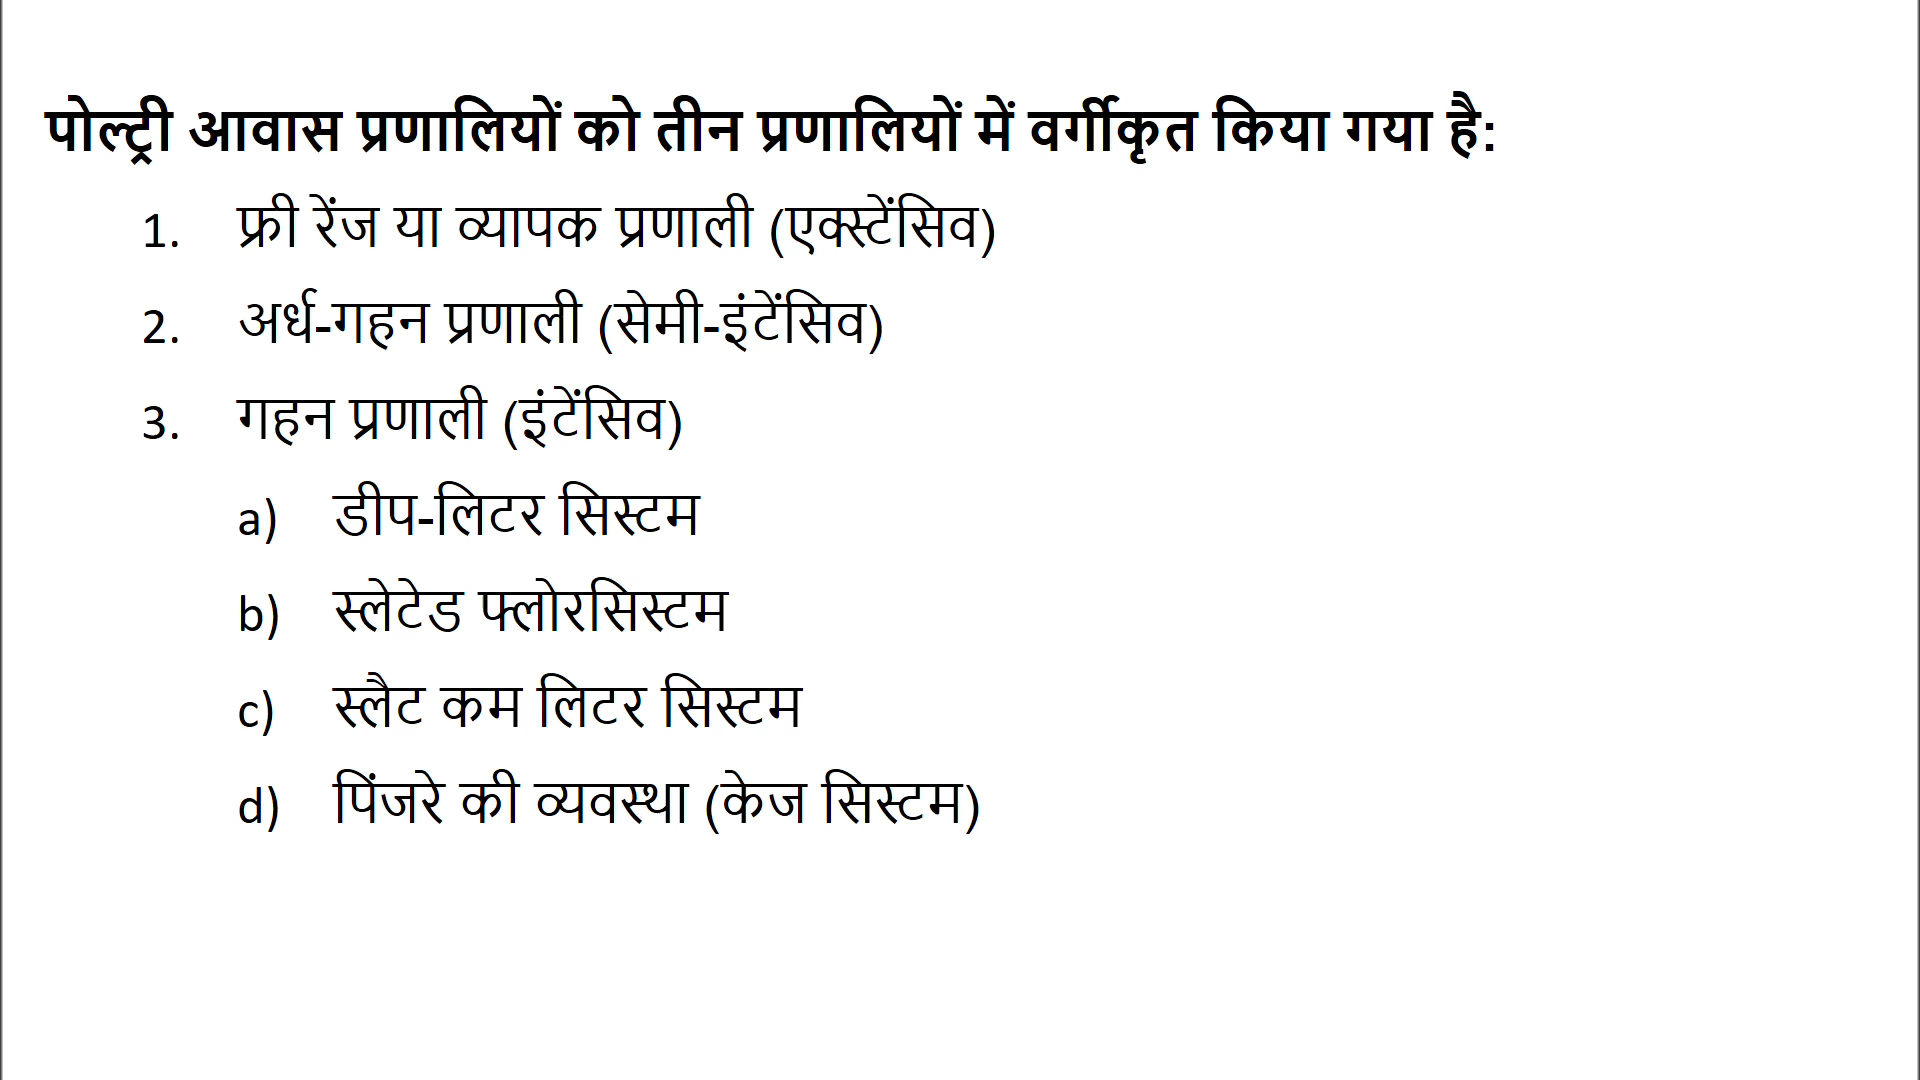 पोल्ट्री आवास प्रणालियों को तीन प्रणालियों में वर्गीकृत किया गया है:
1. फ्री रेंज या व्यापक प्रणाली (एक्स्टेंसिव)
2. अर्ध-गहन प्रणाली (सेमी-इंटेंसिव)
3. गहन प्रणाली (इंटेंसिव)
a) डीप-लिटर सिस्टम
b) स्लेटेड फ्लोरसिस्टम
c) स्लैट कम लिटर सिस्टम
d) पिंजरे की व्यवस्था (केज सिस्टम)